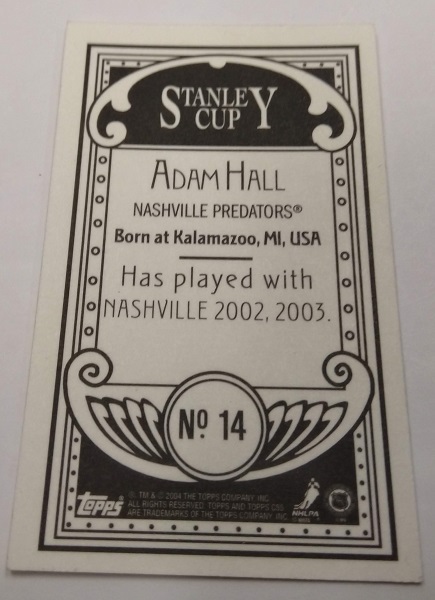 STANLEY
CUP
ADAM HALL
NASHVILLE PREDATORS®
Born at Kalamazoo, MI, USA
Has played with
NASHVILLE 2002, 2003.
Nº 14
topps
®, TM & © 2004 THE TOPPS COMPANY, INC.
ALL RIGHTS RESERVED. TOPPS AND TOPPS C55
ARE TRADEMARKS OF THE TOPPS COMPANY, INC.
NHLPA